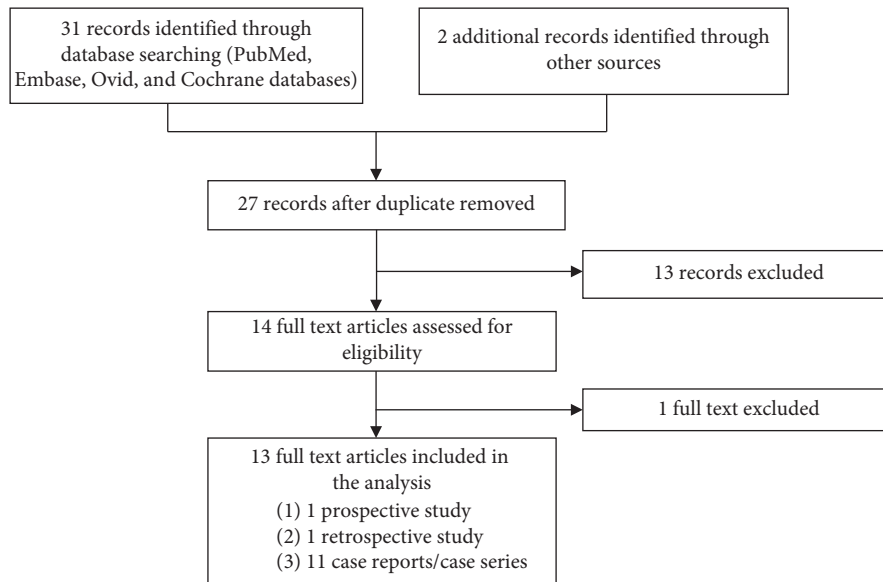 31 records identified through
database searching (PubMed,
Embase, Ovid, and Cochrane databases)
2 additional records identified through
other sources
27 records after duplicate removed
13 records excluded
14 full text articles assessed for
eligibility
1 full text excluded
13 full text articles included in
the analysis
(1) 1 prospective study
(2) 1 retrospective study
(3) 11 case reports/case series